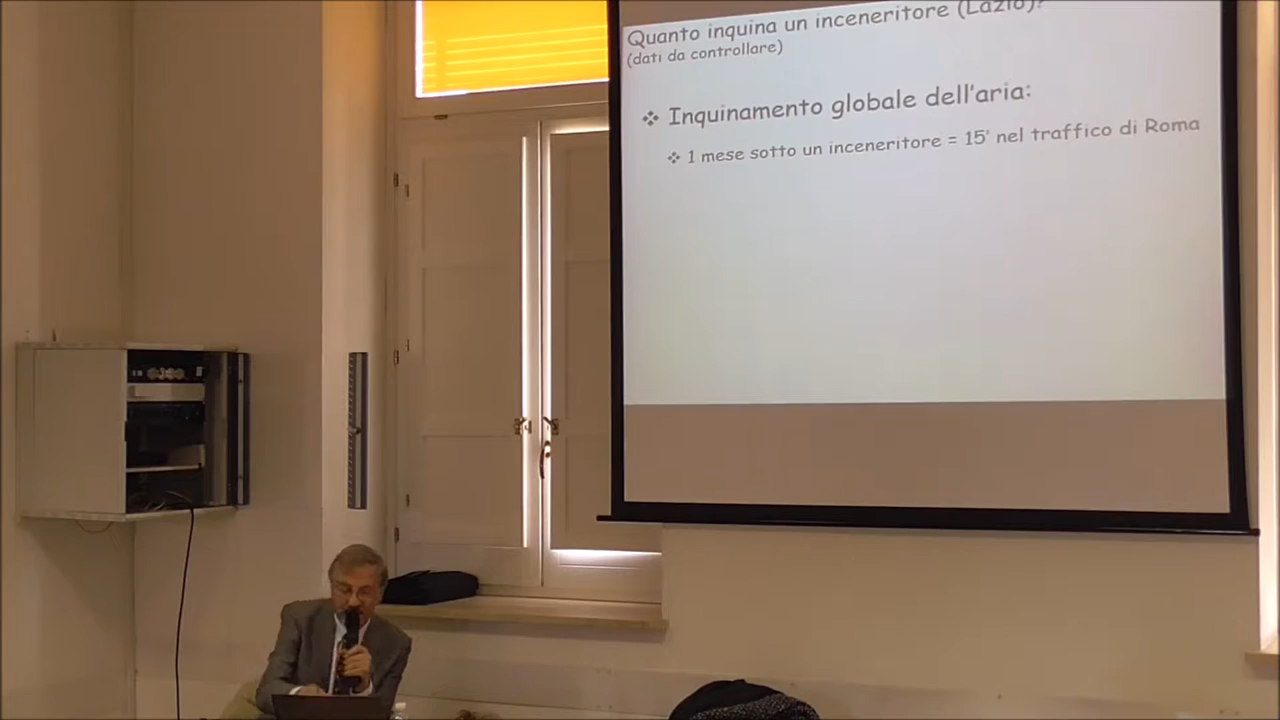 Quanto inquina un inceneritore (Lazio)?
(dati da controllare)
❖ Inquinamento globale dell'aria:
❖ 1 mese sotto un inceneritore = 15' nel traffico di Roma